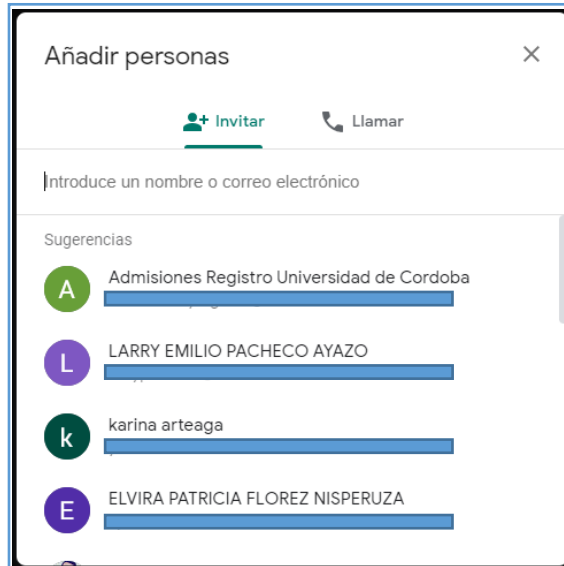 Añadir personas
Invitar Llamar
Introduce un nombre o correo electrónico
Sugerencias
A Admisiones Registro Universidad de Cordoba
L LARRY EMILIO PACHECO AYAZO
k karina arteaga
E ELVIRA PATRICIA FLOREZ NISPERUZA